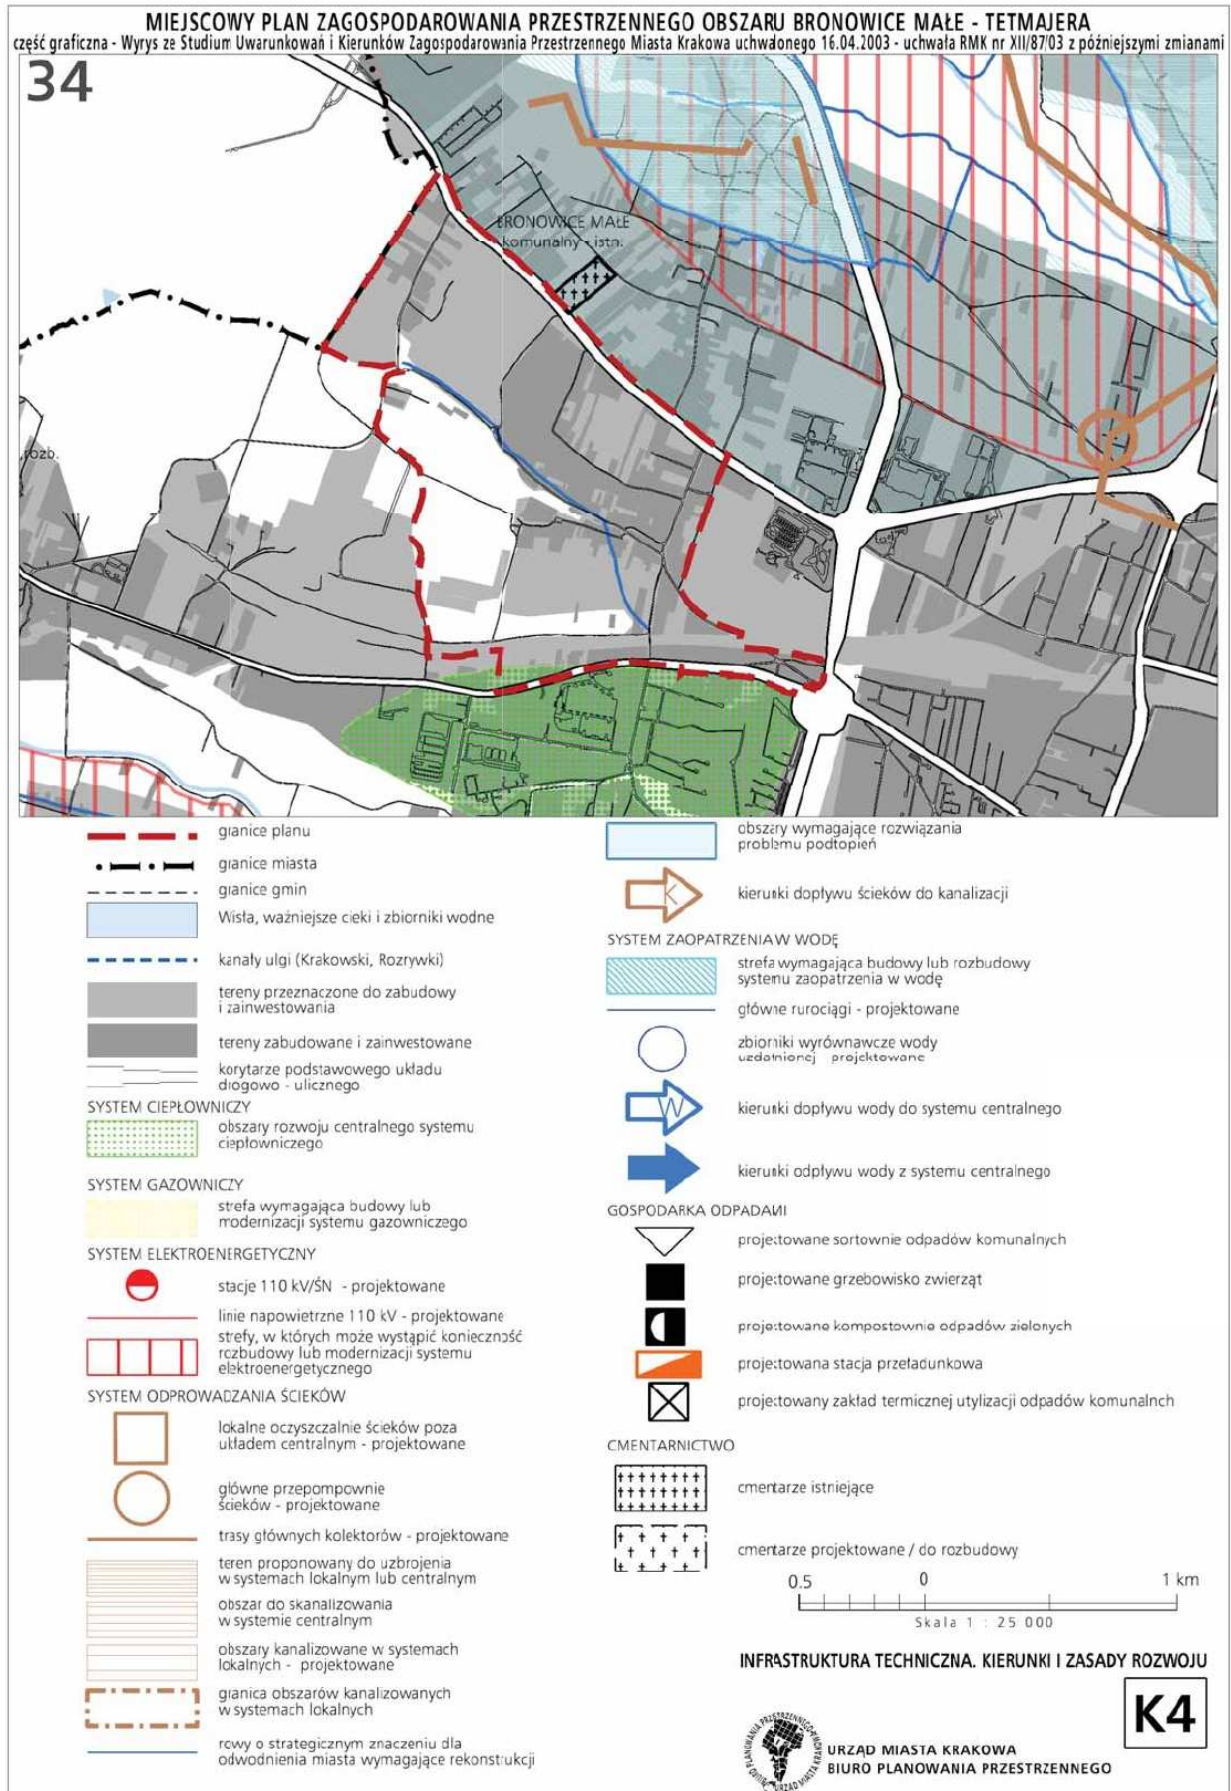 MIEJSCOWY PLAN ZAGOSPODAROWANIA PRZESTRZENNEGO OBSZARU BRONOWICE MAŁE - TETMAJERA
część graficzna - Wyrys ze Studium Uwarunkowań i Kierunków Zagospodarowania Przestrzennego Miasta Krakowa uchwalonego 16.04.2003 - uchwała RMK nr XII/87/03 z późniejszymi zmianami
34
BRONOWICE MAŁE
komunalny - istn.
rozb.
granice planu
granice miasta
granice gmin
Wisła, ważniejsze cieki i zbiorniki wodne
kanały ulgi (Krakowski, Rozrywki)
tereny przeznaczone do zabudowy
i zainwestowania
tereny zabudowane i zainwestowane
korytarze podstawowego układu
drogowo - ulicznego
SYSTEM CIEPŁOWNICZY
obszary rozwoju centralnego systemu
ciepłowniczego
SYSTEM GAZOWNICZY
strefa wymagająca budowy lub
modernizacji systemu gazowniczego
SYSTEM ELEKTROENERGETYCZNY
stacje 110 kV/ŚN - projektowane
linie napowietrzne 110 kV - projektowane
strefy, w których może wystąpić konieczność
rozbudowy lub modernizacji systemu
elektroenergetycznego
SYSTEM ODPROWADZANIA ŚCIEKÓW
lokalne oczyszczalnie ścieków poza
układem centralnym - projektowane
główne przepompownie
ścieków - projektowane
trasy głównych kolektorów - projektowane
teren proponowany do uzbrojenia
w systemach lokalnym lub centralnym
obszar do skanalizowania
w systemie centralnym
obszary kanalizowane w systemach
lokalnych - projektowane
granica obszarów kanalizowanych
w systemach lokalnych
rowy o strategicznym znaczeniu dla
odwodnienia miasta wymagające rekonstrukcji
obszary wymagające rozwiązania
problemu podtopień
K
kierunki dopływu ścieków do kanalizacji
SYSTEM ZAOPATRZENIA W WODĘ
strefa wymagająca budowy lub rozbudowy
systemu zaopatrzenia w wodę
główne rurociągi - projektowane
zbiorniki wyrównawcze wody
uzdatnionej - projektowane
W
kierunki dopływu wody do systemu centralnego
kierunki odpływu wody z systemu centralnego
GOSPODARKA ODPADAMI
projektowane sortownie odpadów komunalnych
projektowane grzebowisko zwierząt
projektowane kompostownie odpadów zielonych
projektowana stacja przeładunkowa
projektowany zakład termicznej utylizacji odpadów komunalnch
CMENTARNICTWO
cmentarze istniejące
cmentarze projektowane / do rozbudowy
0.5 0 1 km
Skala 1 : 25 000
INFRASTRUKTURA TECHNICZNA. KIERUNKI I ZASADY ROZWOJU
K4
URZĄD MIASTA KRAKOWA
BIURO PLANOWANIA PRZESTRZENNEGO